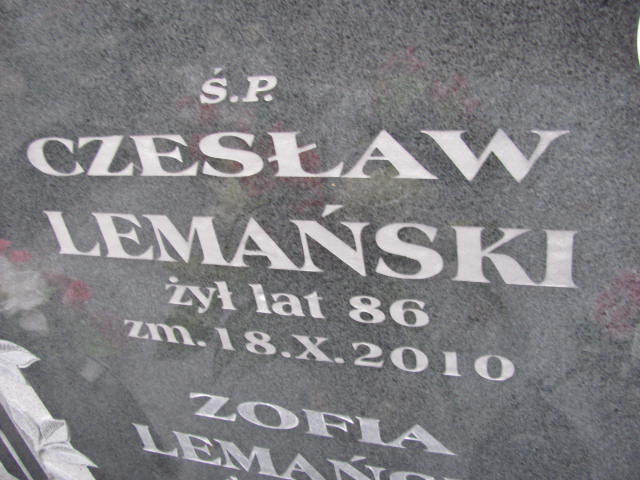 Ś.P.
CZESŁAW
LEMAŃSKI
żył lat 86
zm. 18.X.2010
ZOFIA